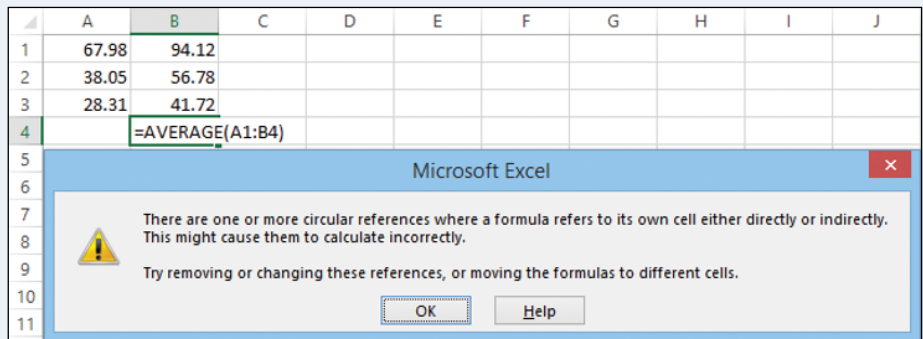 A B C D E F G H I J
1 67.98 94.12
2 38.05 56.78
3 28.31 41.72
4 =AVERAGE(A1:B4)
5
Microsoft Excel
6
7
There are one or more circular references where a formula refers to its own cell either directly or indirectly.
This might cause them to calculate incorrectly.
8
9
Try removing or changing these references, or moving the formulas to different cells.
10
OK Help
11